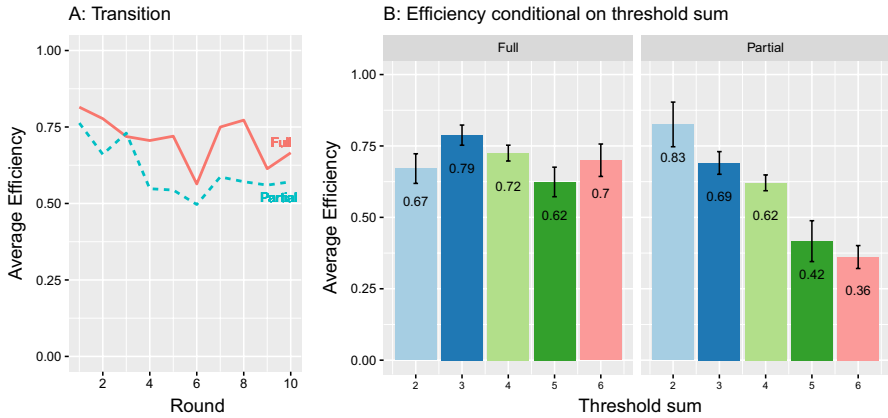 A: Transition
1.00
0.75
0.50
0.25
0.00
Average Efficiency
Full
Partial
2 4 6 8 10
Round
B: Efficiency conditional on threshold sum
Full Partial
1.00
0.75
0.50
0.25
0.00
Average Efficiency
0.67 0.79 0.72 0.62 0.7
0.83 0.69 0.62 0.42 0.36
2 3 4 5 6 2 3 4 5 6
Threshold sum